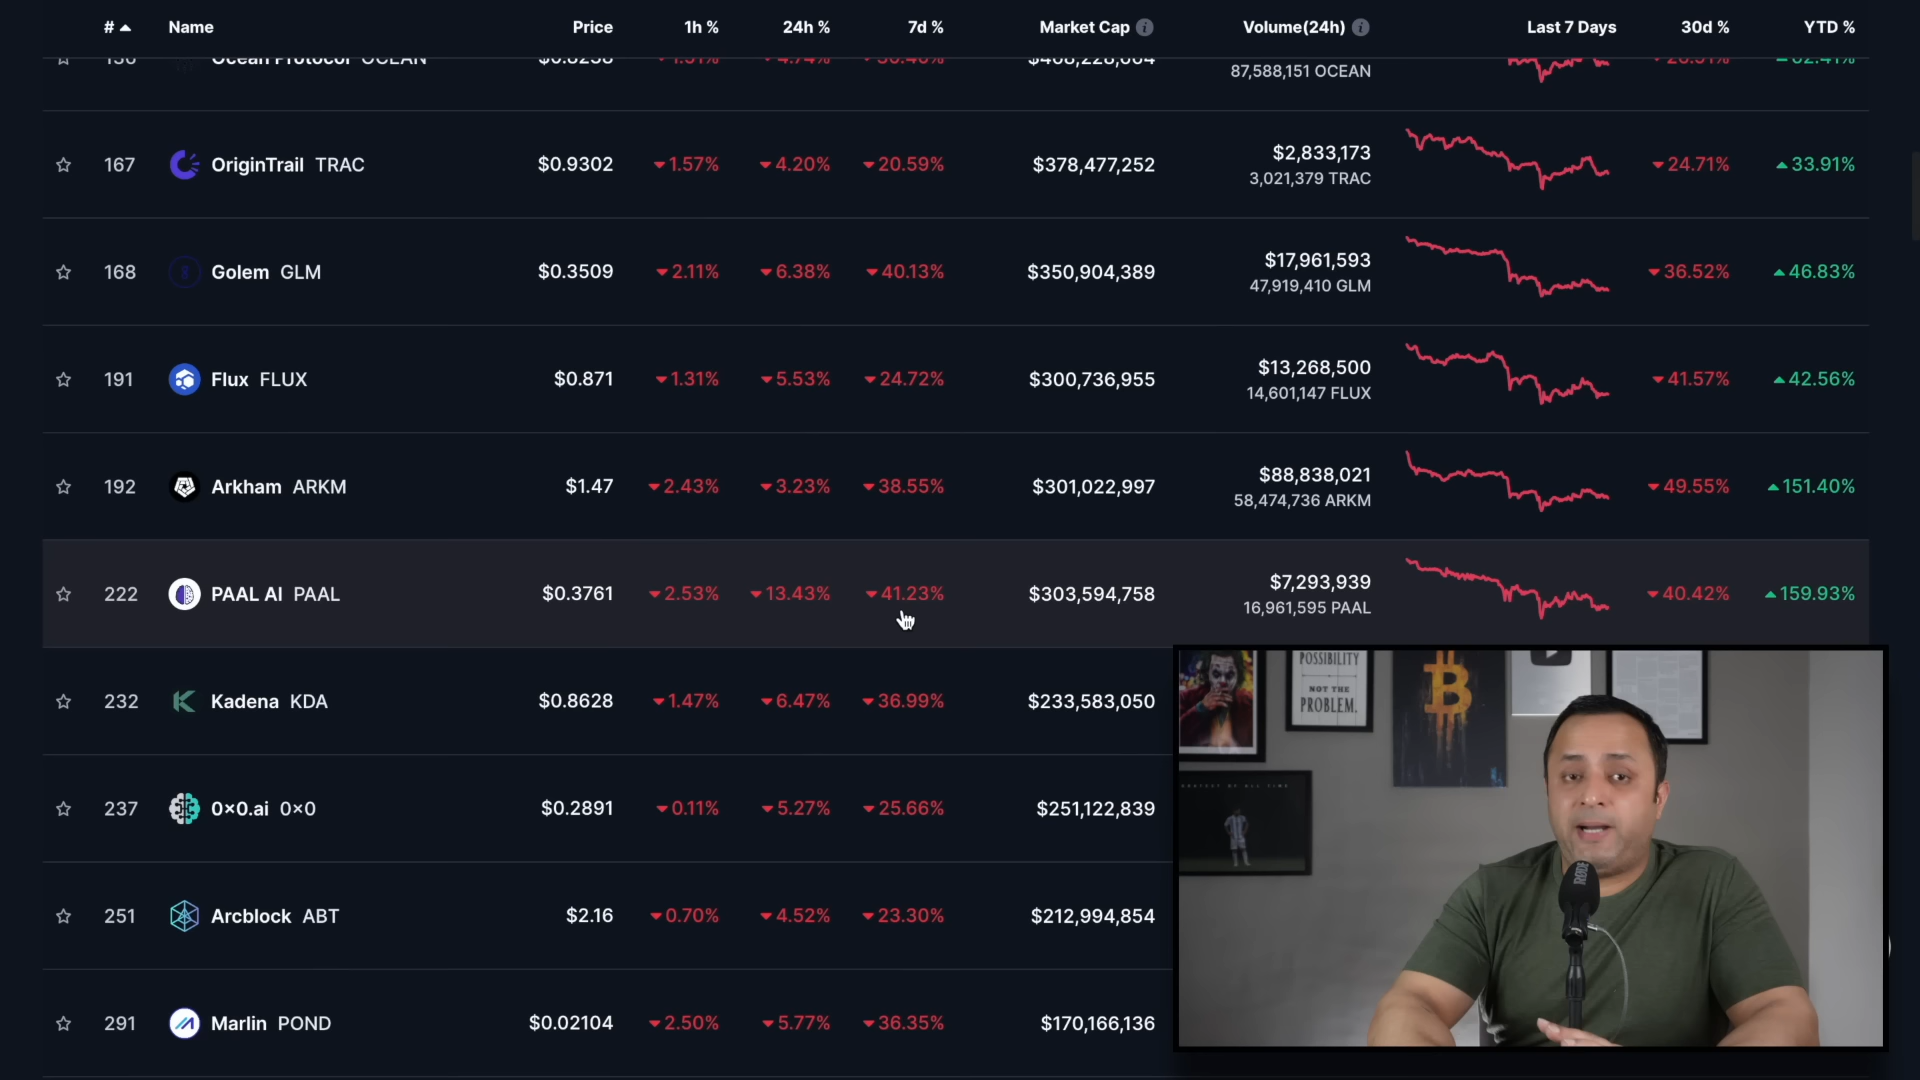 # Name Price 1h % 24h % 7d % Market Cap Volume(24h) Last 7 Days 30d % YTD %
Ocean Protocol OCEAN
87,588,151 OCEAN
167 OriginTrail TRAC $0.9302 1.57% 4.20% 20.59% $378,477,252 $2,833,173 24.71% 33.91%
3,021,379 TRAC
168 Golem GLM $0.3509 2.11% 6.38% 40.13% $350,904,389 $17,961,593 36.52% 46.83%
47,919,410 GLM
191 Flux FLUX $0.871 1.31% 5.53% 24.72% $300,736,955 $13,268,500 41.57% 42.56%
14,601,147 FLUX
192 Arkham ARKM $1.47 2.43% 3.23% 38.55% $301,022,997 $88,838,021 49.55% 151.40%
58,474,736 ARKM
222 PAAL AI PAAL $0.3761 2.53% 13.43% 41.23% $303,594,758 $7,293,939 40.42% 159.93%
16,961,595 PAAL
232 Kadena KDA $0.8628 1.47% 6.47% 36.99% $233,583,050
237 0x0.ai 0x0 $0.2891 0.11% 5.27% 25.66% $251,122,839
251 Arcblock ABT $2.16 0.70% 4.52% 23.30% $212,994,854
291 Marlin POND $0.02104 2.50% 5.77% 36.35% $170,166,136
POSSIBILITY
NOT THE
PROBLEM.
RØDE